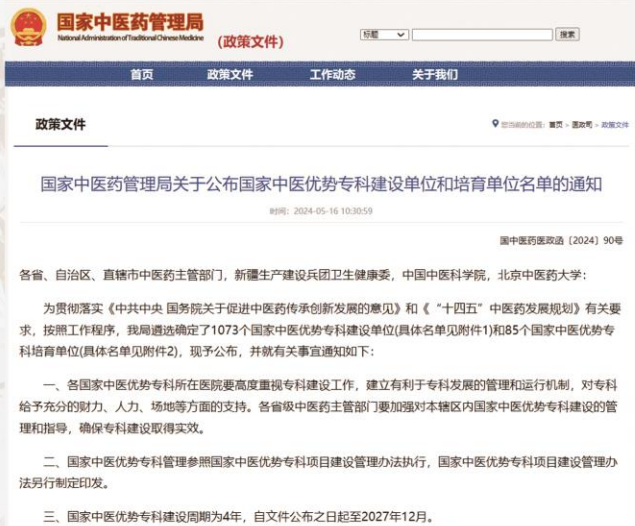 国家中医药管理局
National Administration of Traditional Chinese Medicine
(政策文件)
标题
搜索
首页 政策文件 工作动态 关于我们
政策文件
您当前的位置：首页 > 医政司 > 政策文件
国家中医药管理局关于公布国家中医优势专科建设单位和培育单位名单的通知
时间：2024-05-16 10:30:59
国中医药医政函〔2024〕90号
各省、自治区、直辖市中医药主管部门，新疆生产建设兵团卫生健康委，中国中医科学院，北京中医药大学：
为贯彻落实《中共中央 国务院关于促进中医药传承创新发展的意见》和《“十四五”中医药发展规划》有关要
求，按照工作程序，我局遴选确定了1073个国家中医优势专科建设单位(具体名单见附件1)和85个国家中医优势专
科培育单位(具体名单见附件2)，现予公布，并就有关事宜通知如下：
一、各国家中医优势专科所在医院要高度重视专科建设工作，建立有利于专科发展的管理和运行机制，对专科
给予充分的财力、人力、场地等方面的支持。各省级中医药主管部门要加强对本辖区内国家中医优势专科建设的管
理和指导，确保专科建设取得实效。
二、国家中医优势专科管理参照国家中医优势专科项目建设管理办法执行，国家中医优势专科项目建设管理办
法另行制定印发。
三、国家中医优势专科建设周期为4年，自文件公布之日起至2027年12月。